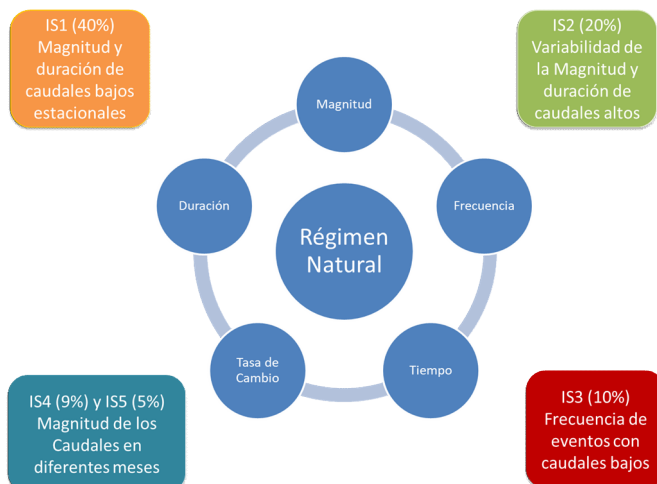 IS1 (40%)
Magnitud y
duración de
caudales bajos
estacionales
IS2 (20%)
Variabilidad de
la Magnitud y
duración de
caudales altos
Magnitud
Duración
Frecuencia
Régimen
Natural
Tasa de
Cambio
Tiempo
IS4 (9%) y IS5 (5%)
Magnitud de los
Caudales en
diferentes meses
IS3 (10%)
Frecuencia de
eventos con
caudales bajos